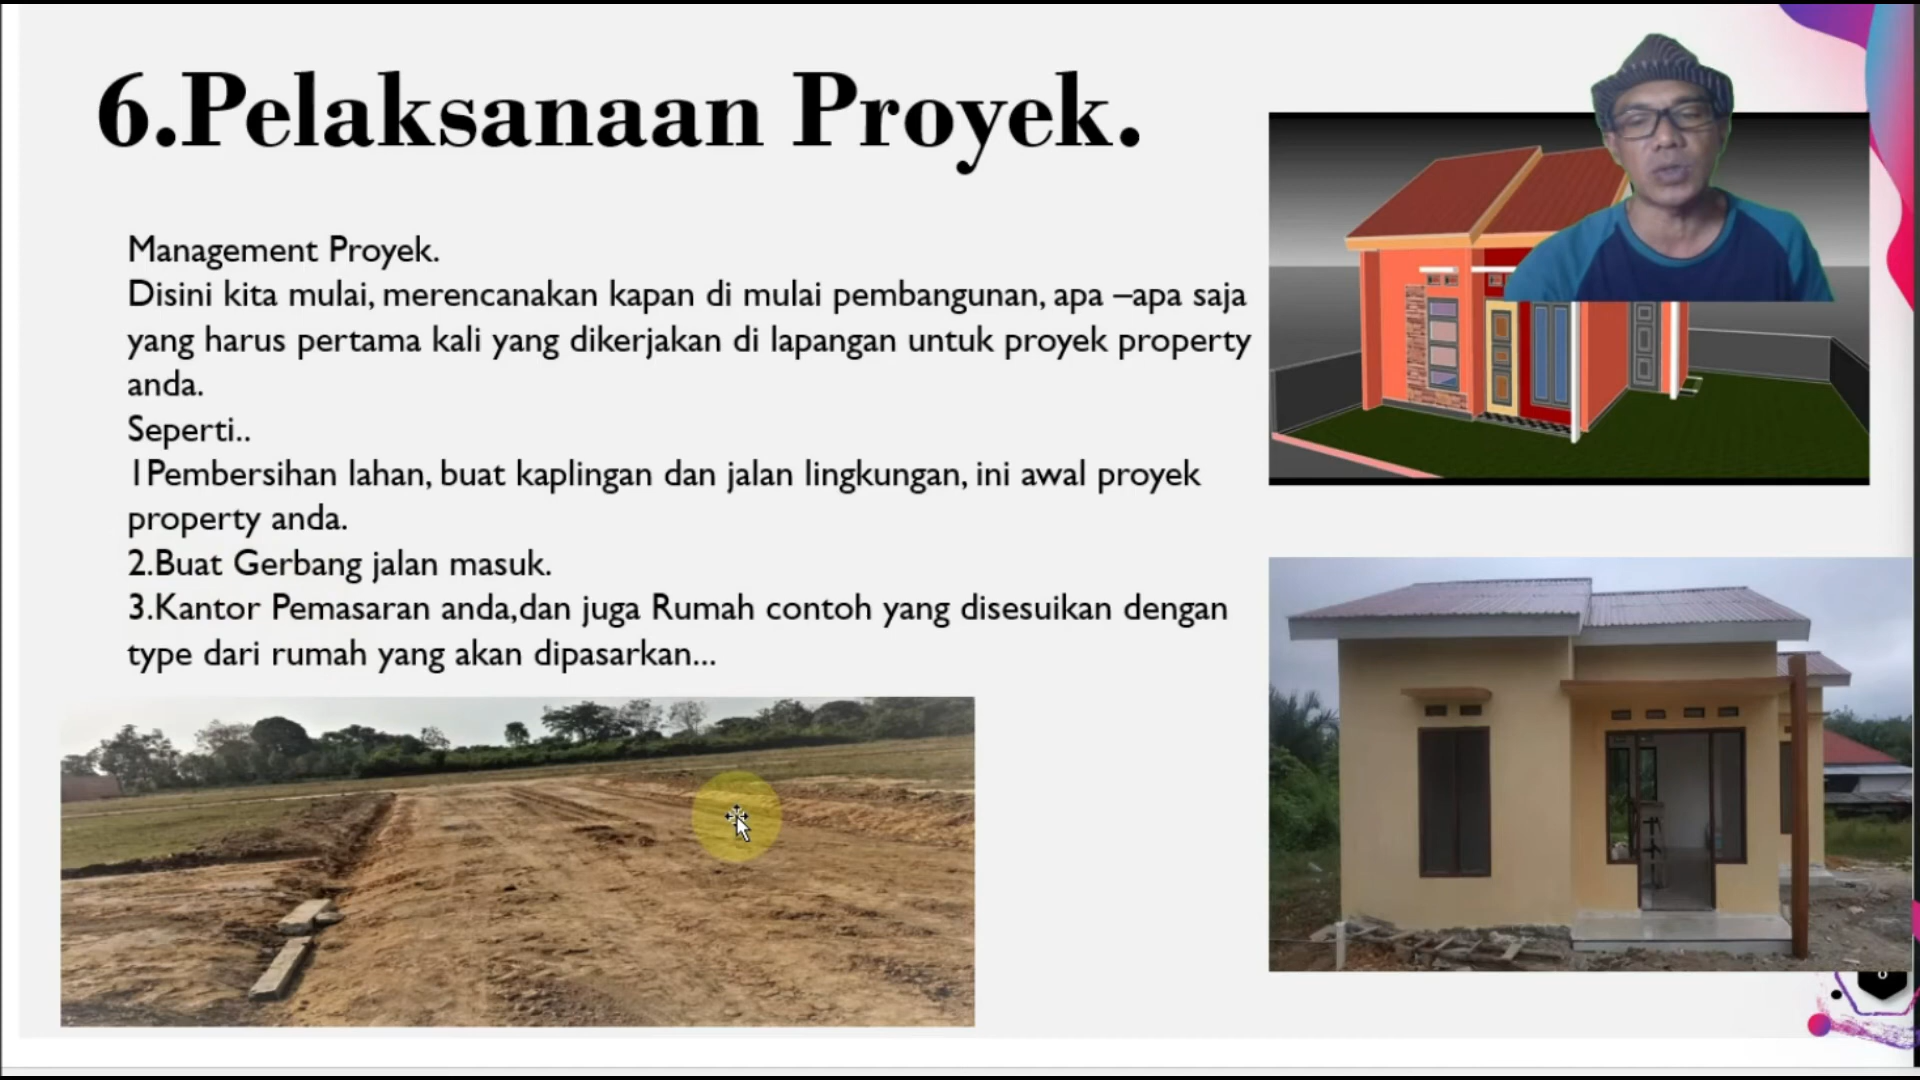 6.Pelaksanaan Proyek.
Management Proyek.
Disini kita mulai, merencanakan kapan di mulai pembangunan, apa –apa saja
yang harus pertama kali yang dikerjakan di lapangan untuk proyek property
anda.
Seperti..
1Pembersihan lahan, buat kaplingan dan jalan lingkungan, ini awal proyek
property anda.
2.Buat Gerbang jalan masuk.
3.Kantor Pemasaran anda,dan juga Rumah contoh yang disesuikan dengan
type dari rumah yang akan dipasarkan...